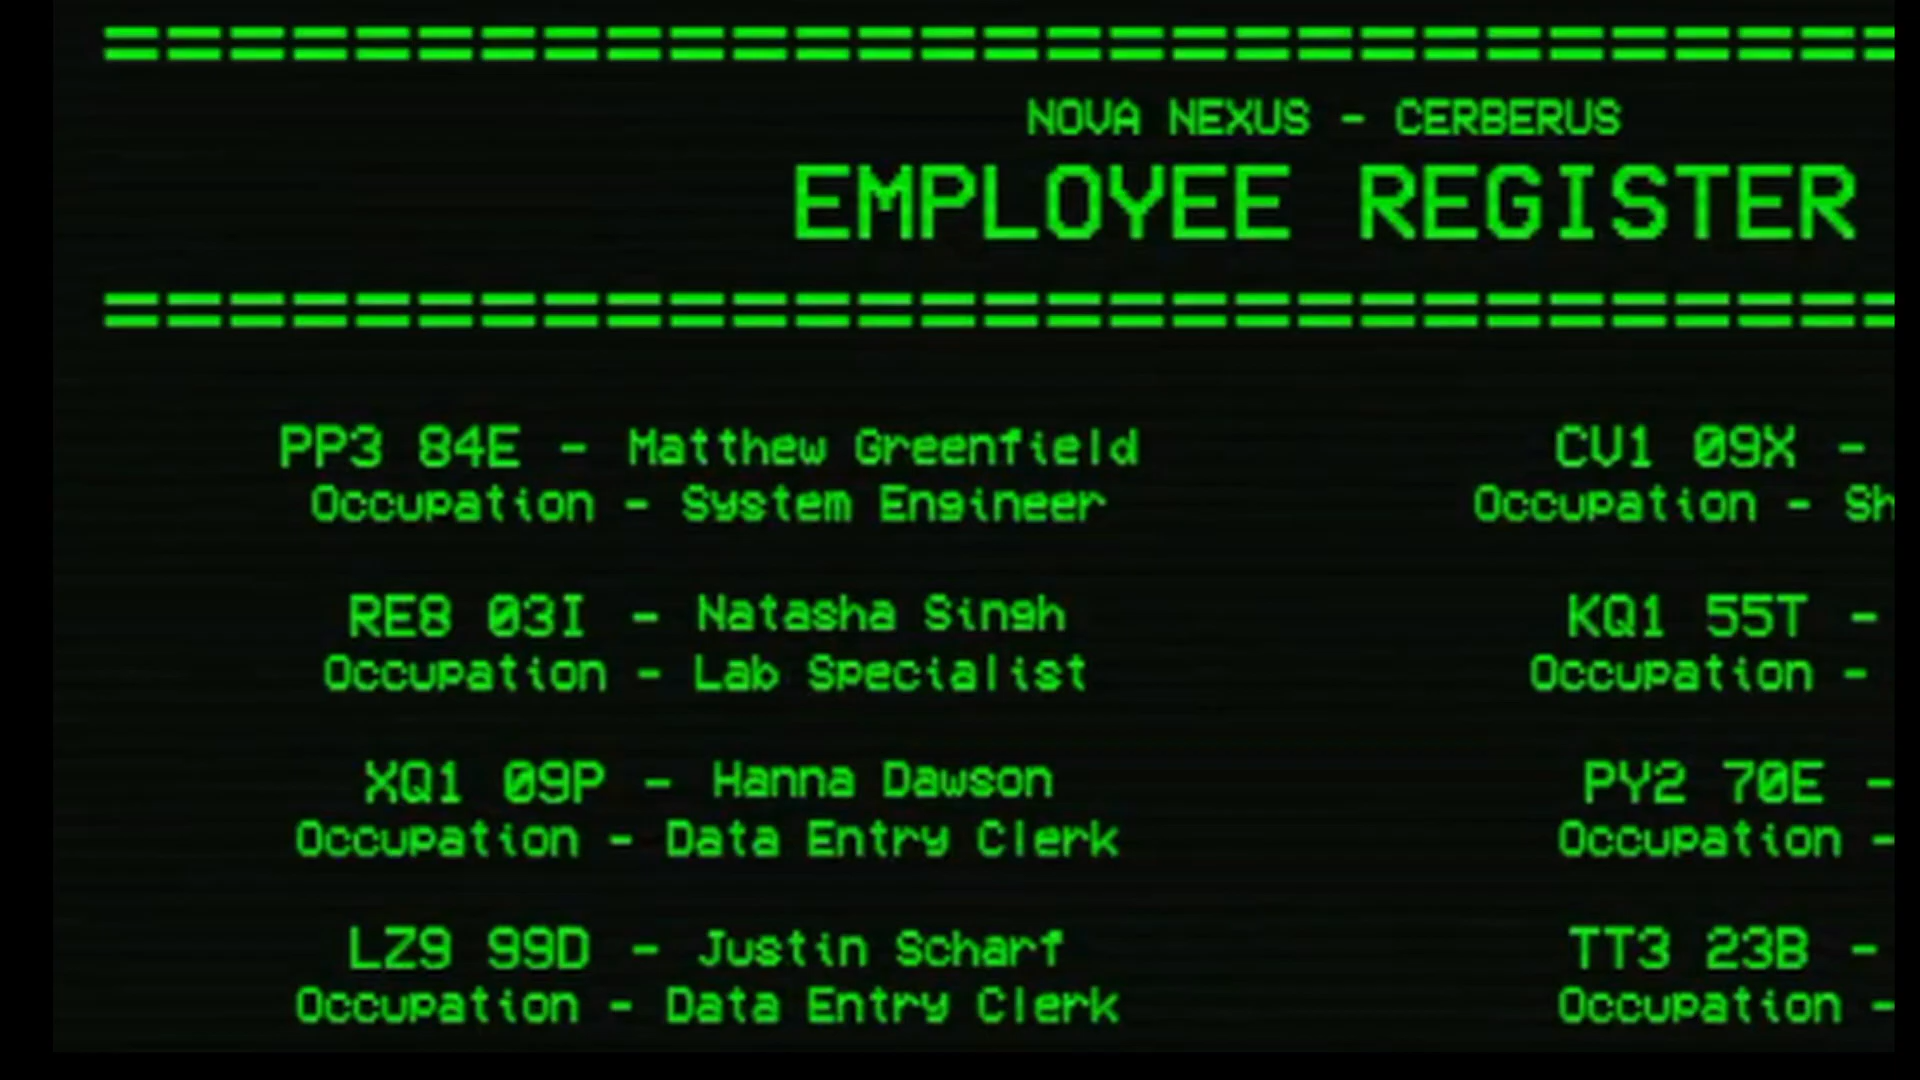 ==============================
NOVA NEXUS - CERBERUS
EMPLOYEE REGISTER
==============================
PP3 84E - Matthew Greenfield
Occupation - System Engineer
RE8 03I - Natasha Singh
Occupation - Lab Specialist
XQ1 09P - Hanna Dawson
Occupation - Data Entry Clerk
LZ9 99D - Justin Scharf
Occupation - Data Entry Clerk
CV1 09X -
Occupation - Sh
KQ1 55T -
Occupation -
PY2 70E -
Occupation -
TT3 23B -
Occupation -